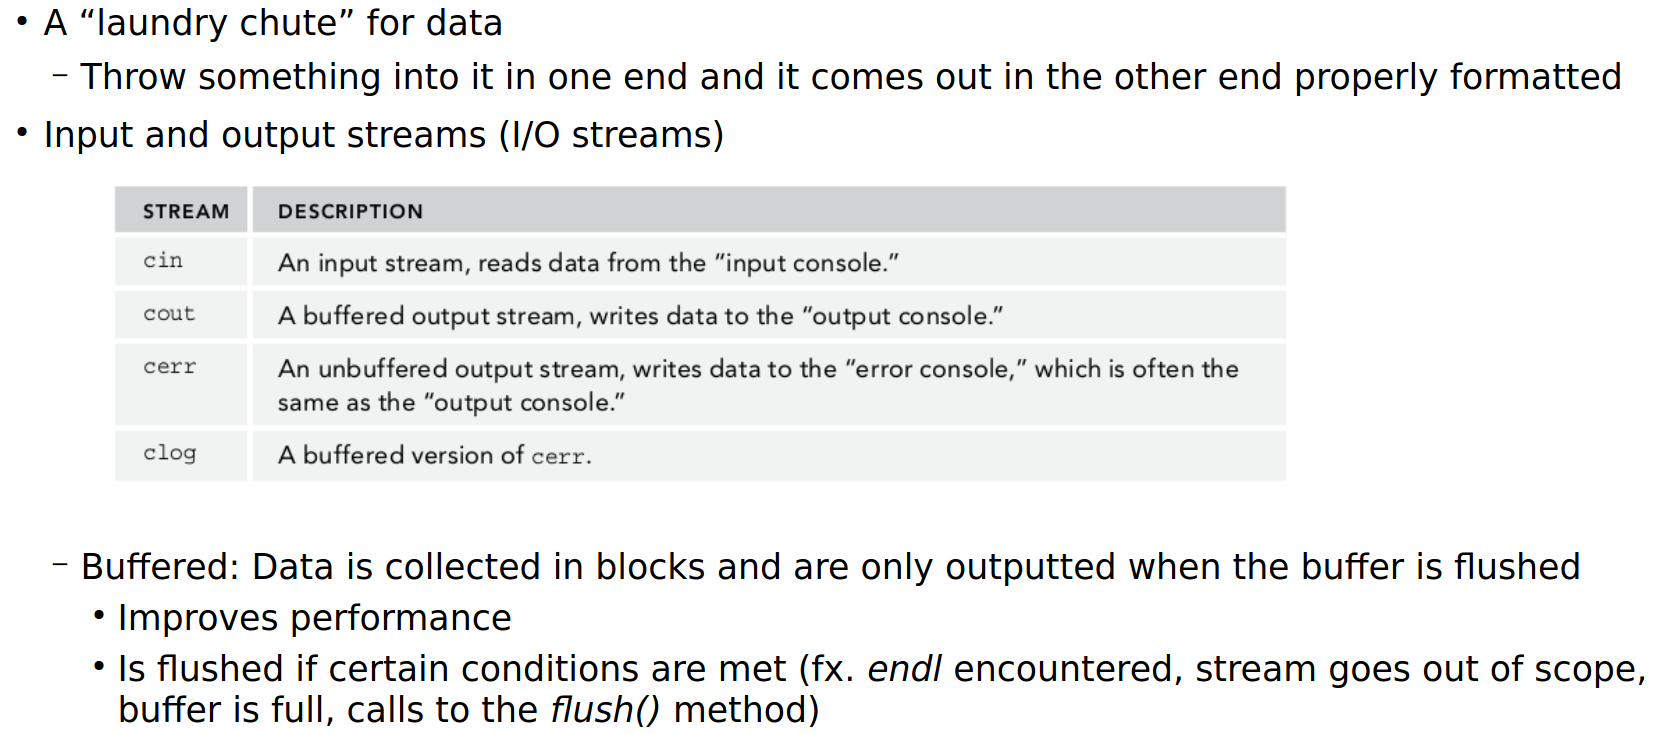 • A “laundry chute” for data
– Throw something into it in one end and it comes out in the other end properly formatted
• Input and output streams (I/O streams)
STREAM DESCRIPTION
cin An input stream, reads data from the “input console.”
cout A buffered output stream, writes data to the “output console.”
cerr An unbuffered output stream, writes data to the “error console,” which is often the
same as the “output console.”
clog A buffered version of cerr.
– Buffered: Data is collected in blocks and are only outputted when the buffer is flushed
• Improves performance
• Is flushed if certain conditions are met (fx. endl encountered, stream goes out of scope,
buffer is full, calls to the flush() method)